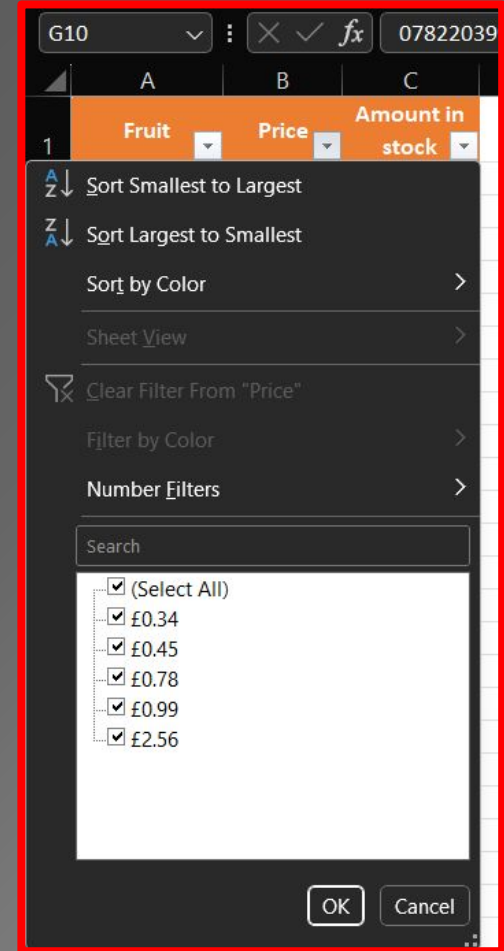 G10 fx 07822039
A B C
1 Fruit Price Amount in stock
Sort Smallest to Largest
Sort Largest to Smallest
Sort by Color
Sheet View
Clear Filter From "Price"
Filter by Color
Number Filters
Search
(Select All)
£0.34
£0.45
£0.78
£0.99
£2.56
OK Cancel